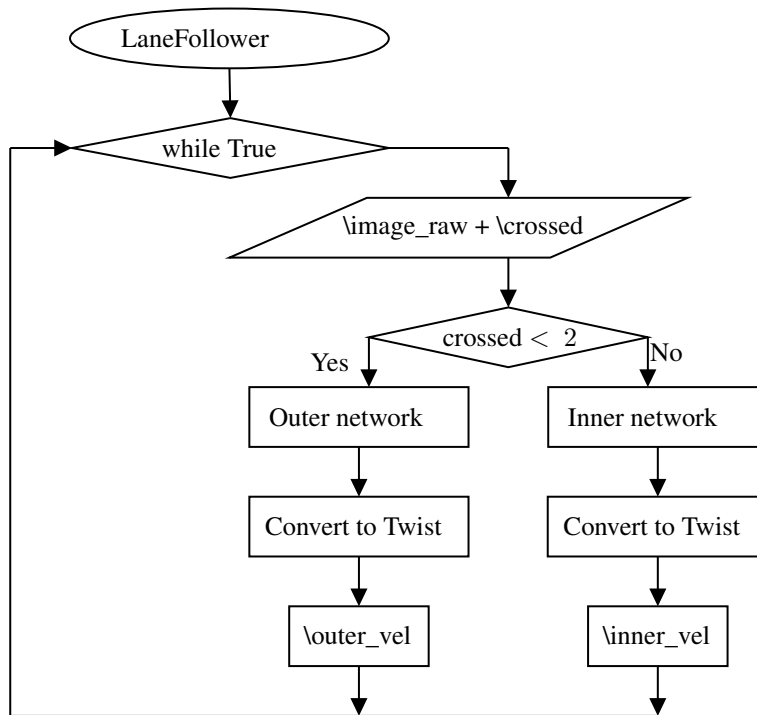 LaneFollower
while True
\image_raw + \crossed
crossed < 2
Yes
No
Outer network
Inner network
Convert to Twist
Convert to Twist
\outer_vel
\inner_vel